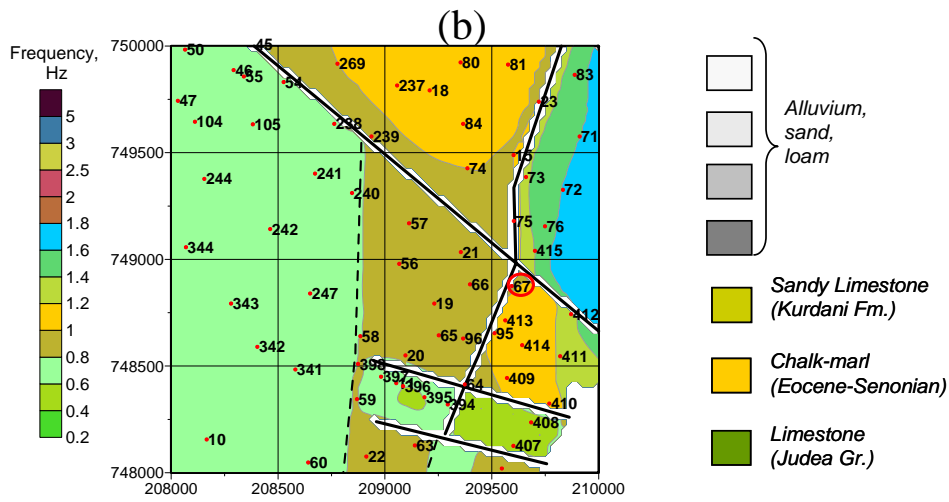 (b)
Frequency,
Hz
5
3
2.5
2
1.8
1.6
1.4
1.2
1
0.8
0.6
0.4
0.2
750000
749500
749000
748500
748000
208000 208500 209000 209500 210000
50 45 269 80 81
46 55 54 237 18 83
47 23
104 105 238 239 84 71
15
244 241 240 74 73 72
242 57 75 76
344 21 415
56
247 66 67
343 19 413 412
58 65 96 95
342 20 414 411
341 398
397 396 64 409
59 395 394 410
408
10 63 407
60 22
Alluvium,
sand,
loam
Sandy Limestone
(Kurdani Fm.)
Chalk-marl
(Eocene-Senonian)
Limestone
(Judea Gr.)